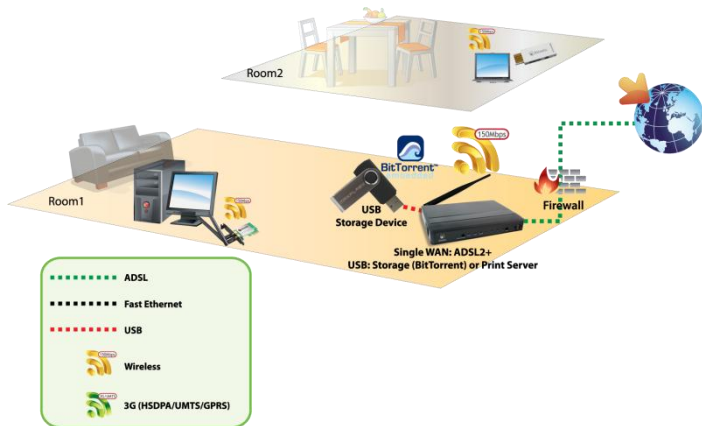 Room2
150Mbps
BitTorrent™
Room1
USB
Storage Device
Firewall
Single WAN: ADSL2+
USB: Storage (BitTorrent) or Print Server
ADSL
Fast Ethernet
USB
Wireless
3G (HSDPA/UMTS/GPRS)